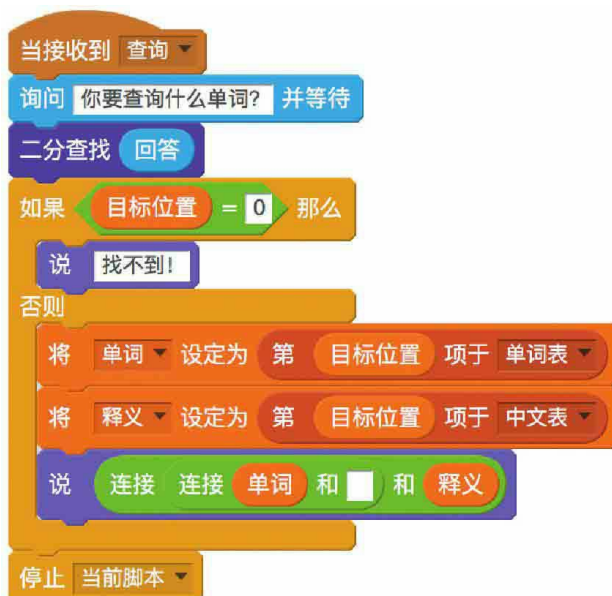 当接收到 查询
询问 你要查询什么单词? 并等待
二分查找 回答
如果 目标位置 = 0 那么
说 找不到!
否则
将 单词 设定为 第 目标位置 项于 单词表
将 释义 设定为 第 目标位置 项于 中文表
说 连接 连接 单词 和 和 释义
停止 当前脚本